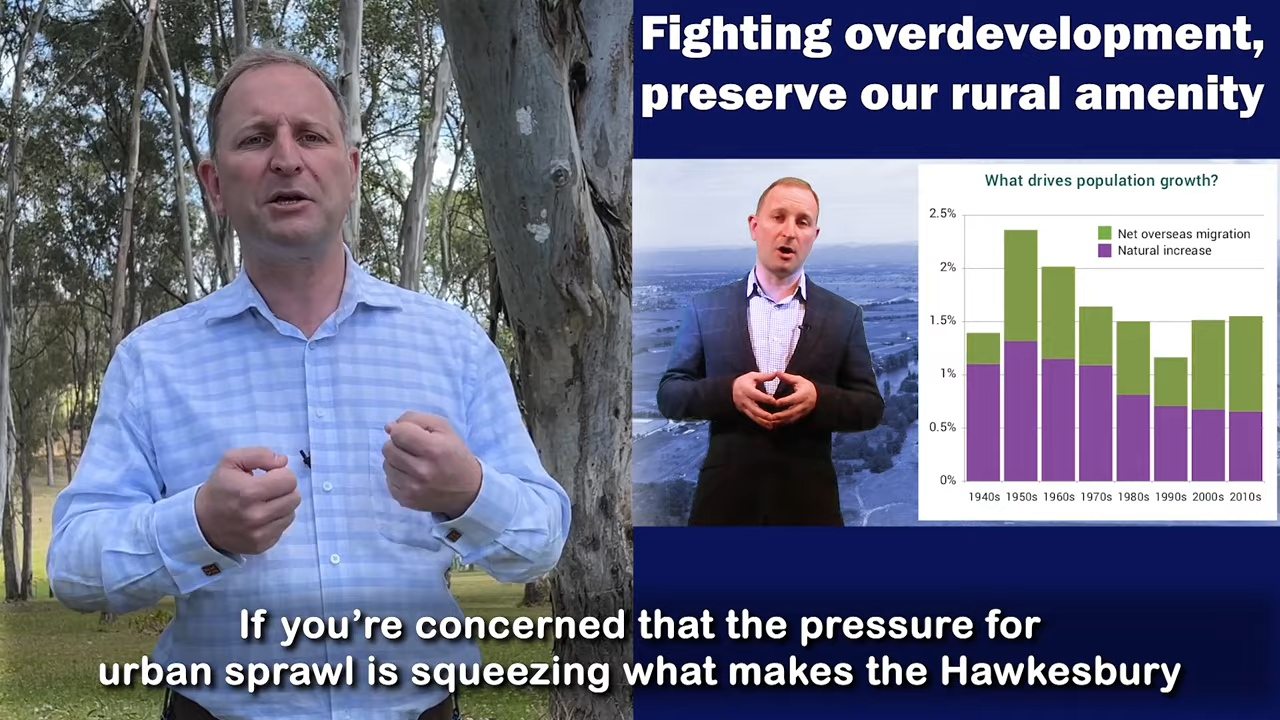 Fighting overdevelopment,
preserve our rural amenity
What drives population growth?
2.5%
2%
1.5%
1%
0.5%
0%
Net overseas migration
Natural increase
1940s 1950s 1960s 1970s 1980s 1990s 2000s 2010s
If you're concerned that the pressure for
urban sprawl is squeezing what makes the Hawkesbury